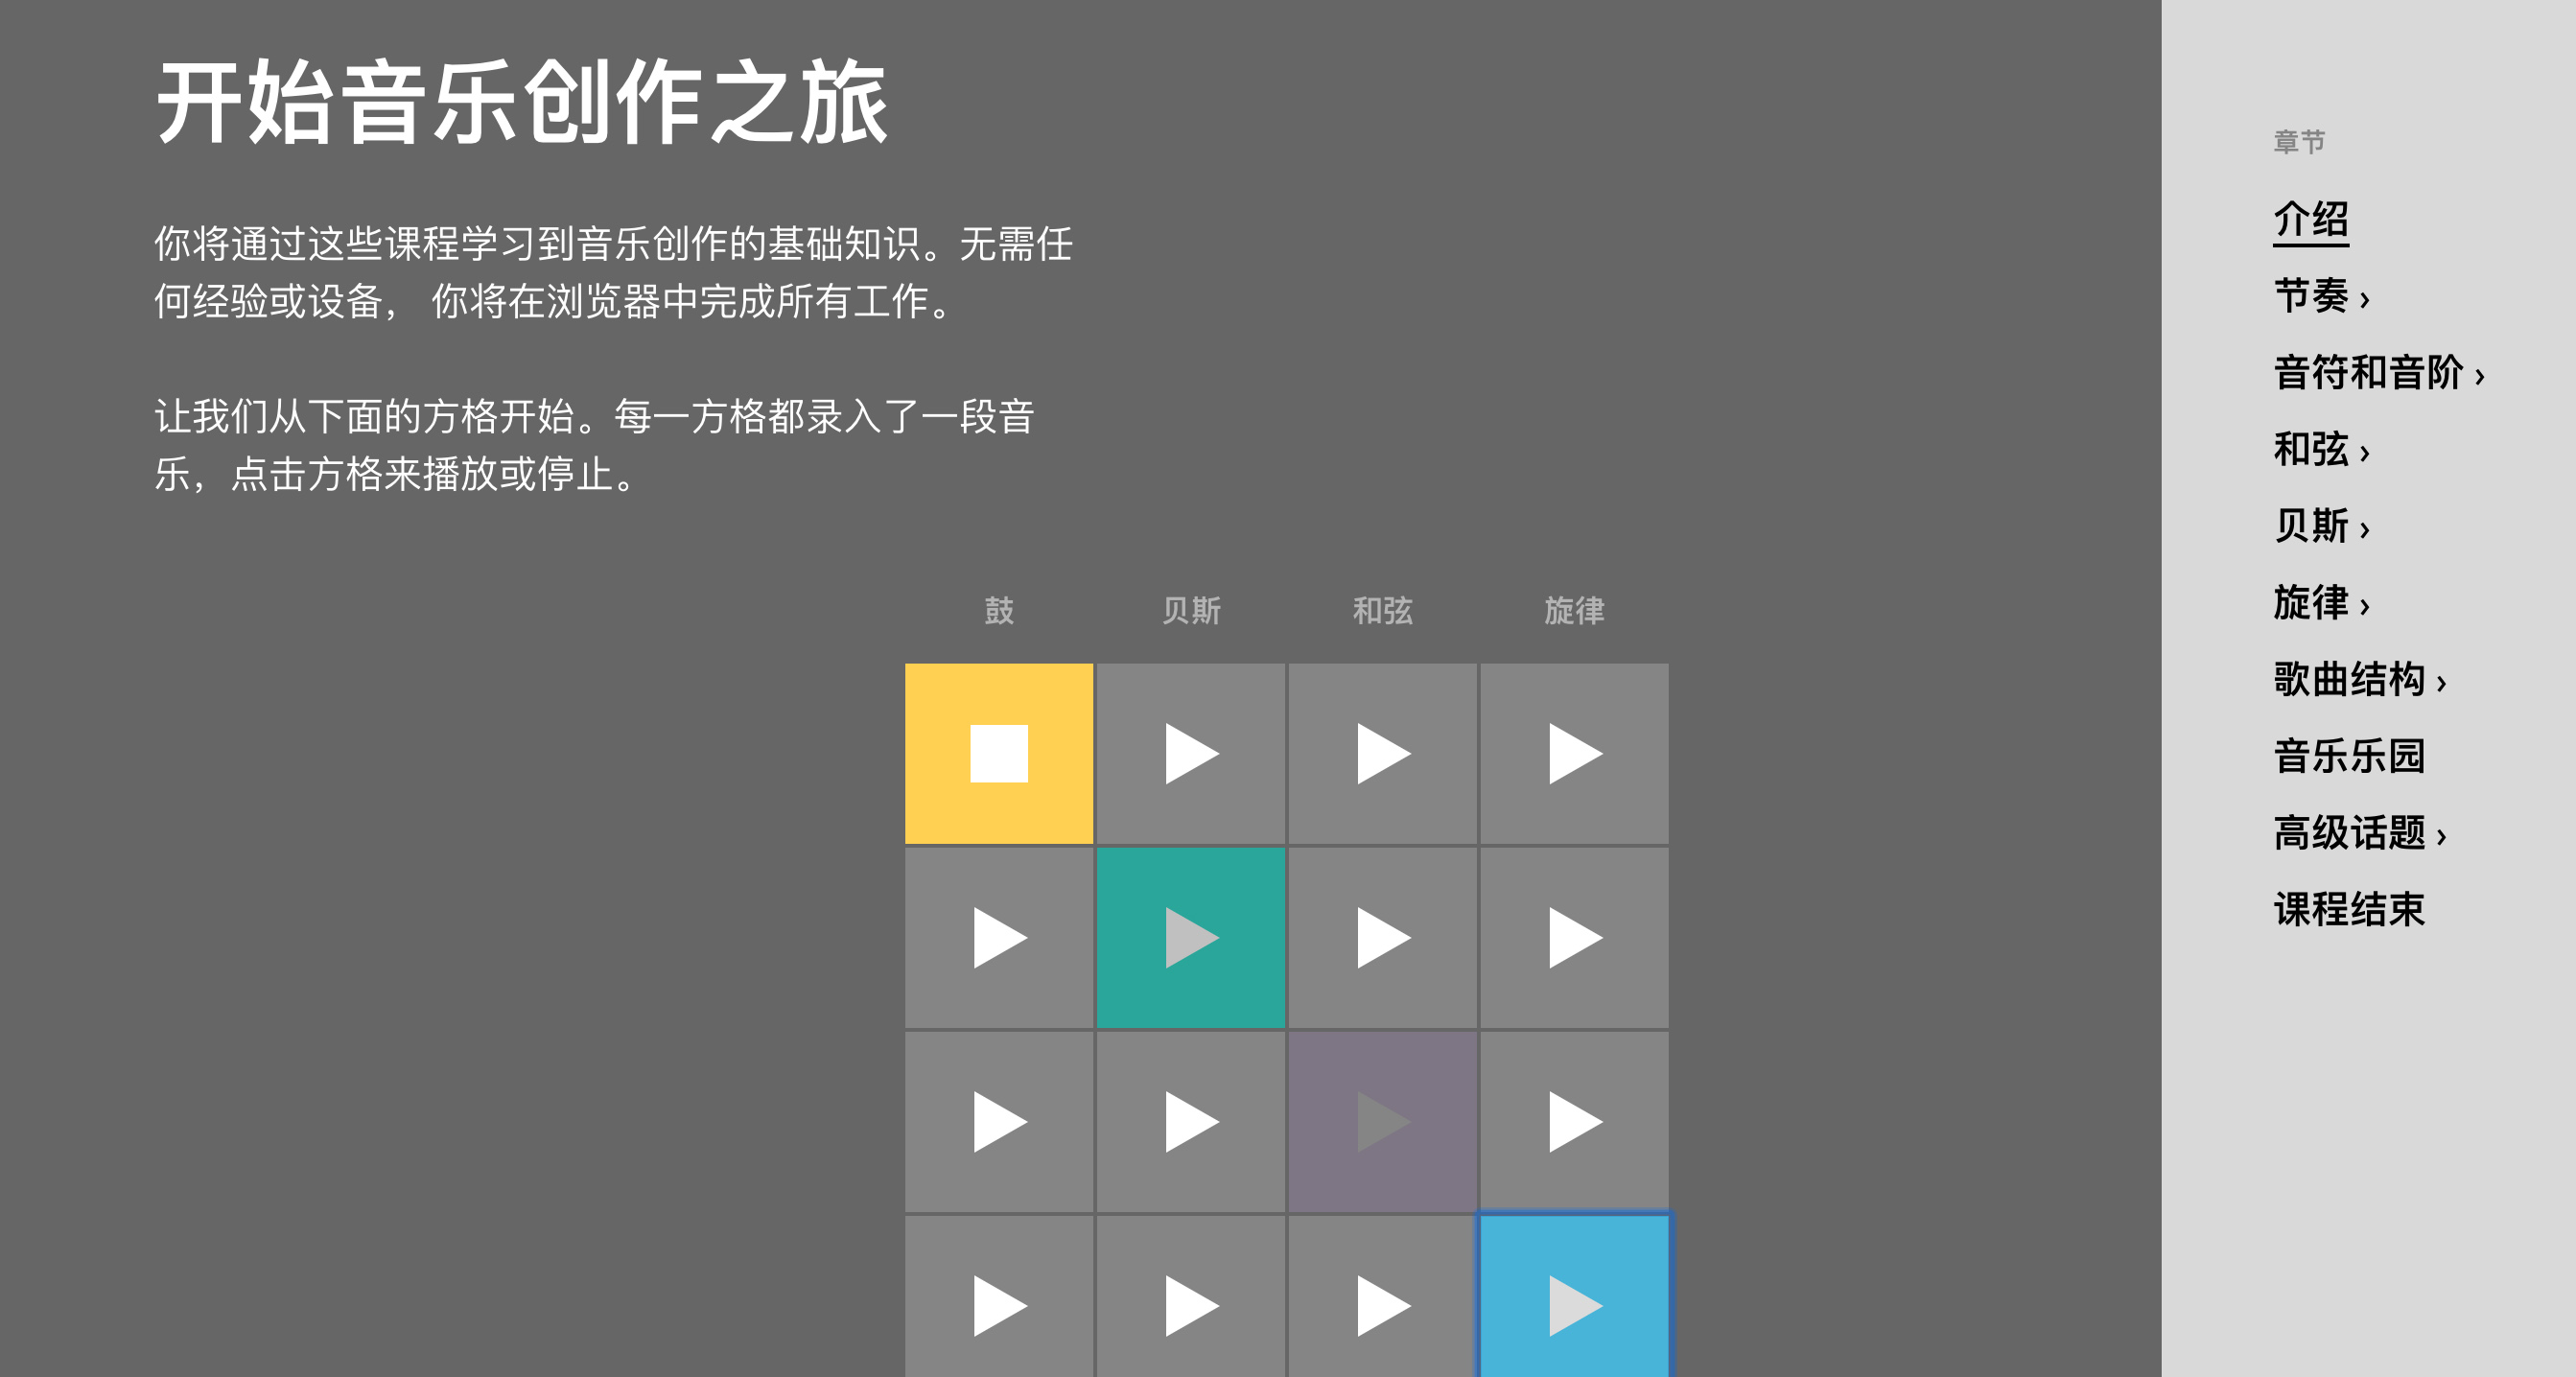 开始音乐创作之旅
你将通过这些课程学习到音乐创作的基础知识。无需任
何经验或设备， 你将在浏览器中完成所有工作。
让我们从下面的方格开始。每一方格都录入了一段音
乐，点击方格来播放或停止。
鼓 贝斯 和弦 旋律
章节
介绍
节奏 ›
音符和音阶 ›
和弦 ›
贝斯 ›
旋律 ›
歌曲结构 ›
音乐乐园
高级话题 ›
课程结束